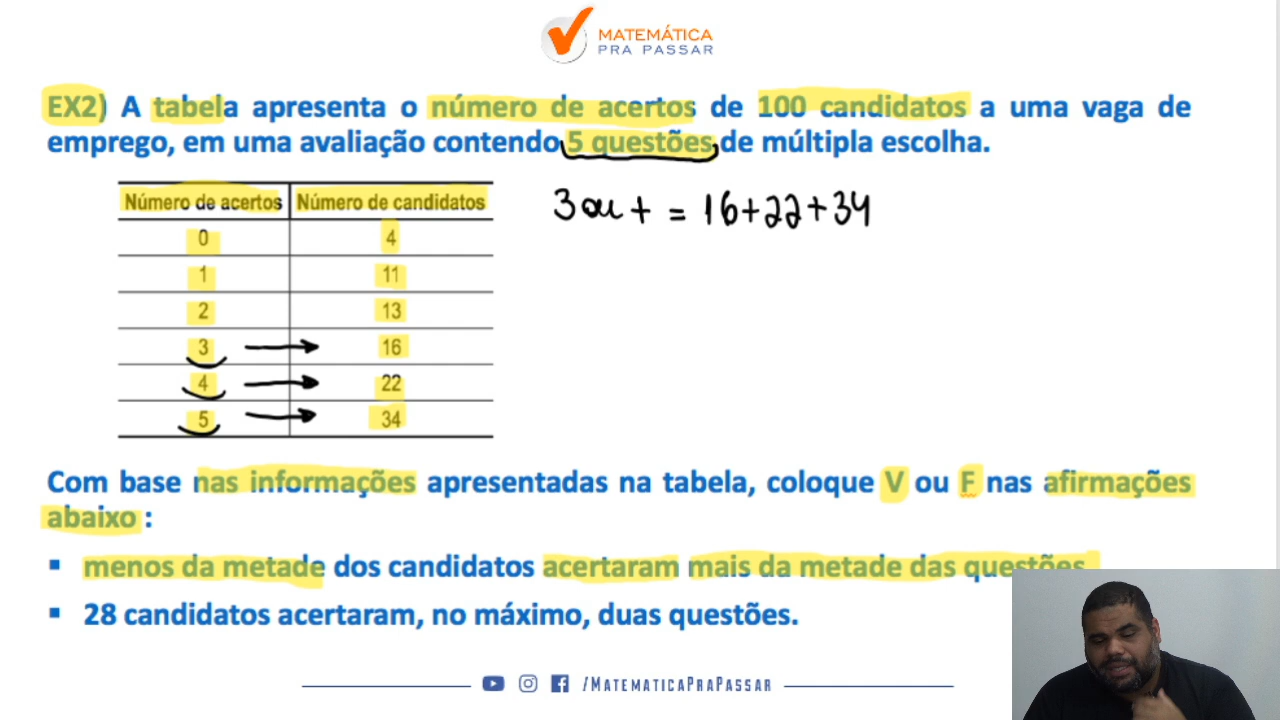 MATEMÁTICA
PRA PASSAR
EX2) A tabela apresenta o número de acertos de 100 candidatos a uma vaga de
emprego, em uma avaliação contendo 5 questões de múltipla escolha.
Número de acertos Número de candidatos
0 4
1 11
2 13
3 16
4 22
5 34
3 ou + = 16+22+34
Com base nas informações apresentadas na tabela, coloque V ou F nas afirmações
abaixo :
▪ menos da metade dos candidatos acertaram mais da metade das questões.
▪ 28 candidatos acertaram, no máximo, duas questões.
/MATEMATICAPRAPASSAR